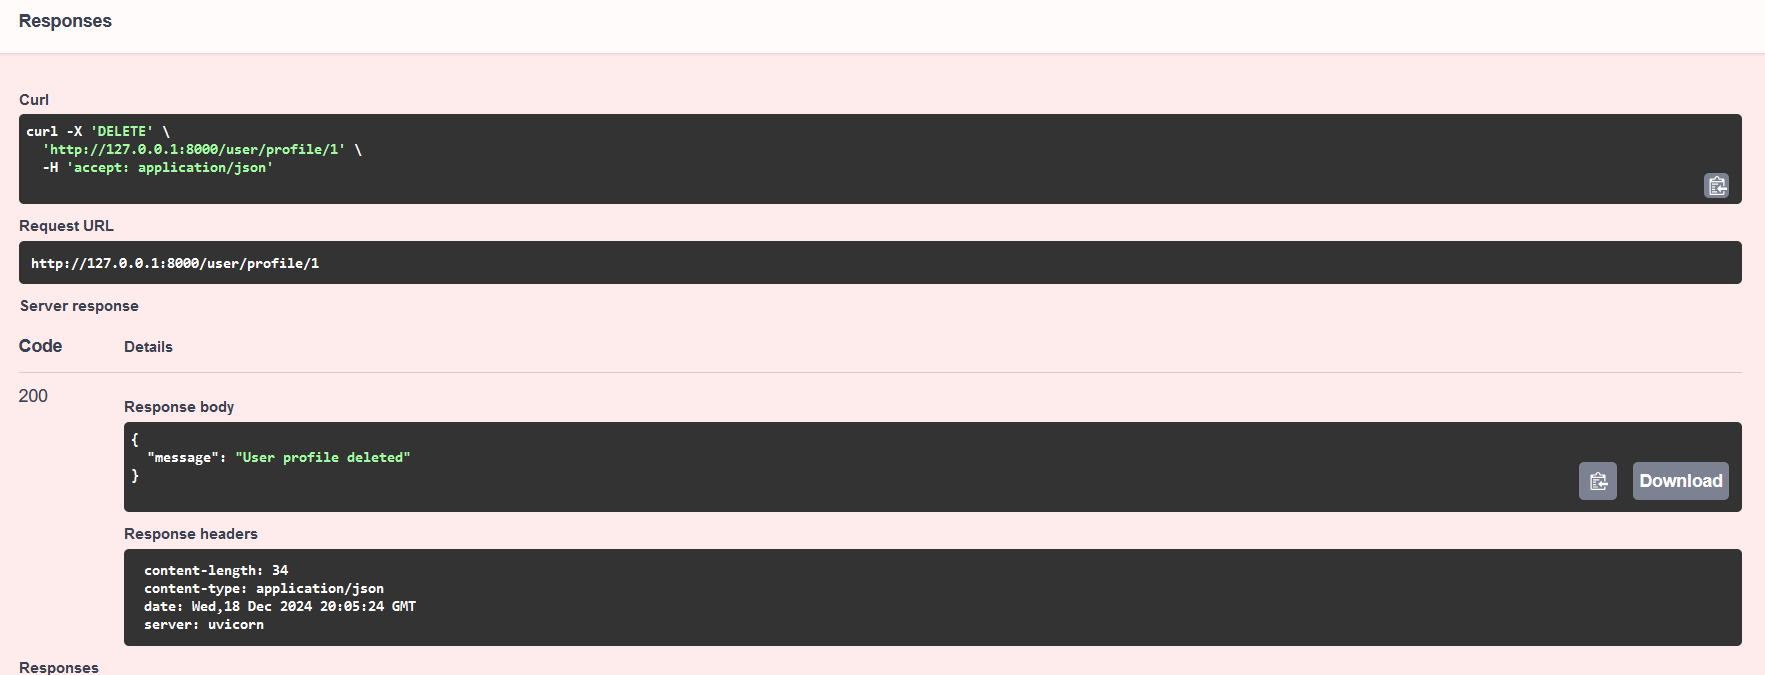 Responses
Curl
curl -X 'DELETE' \
  'http://127.0.0.1:8000/user/profile/1' \
  -H 'accept: application/json'
Request URL
http://127.0.0.1:8000/user/profile/1
Server response
Code Details
200
Response body
{
  "message": "User profile deleted"
}
Download
Response headers
content-length: 34
content-type: application/json
date: Wed,18 Dec 2024 20:05:24 GMT
server: uvicorn
Responses